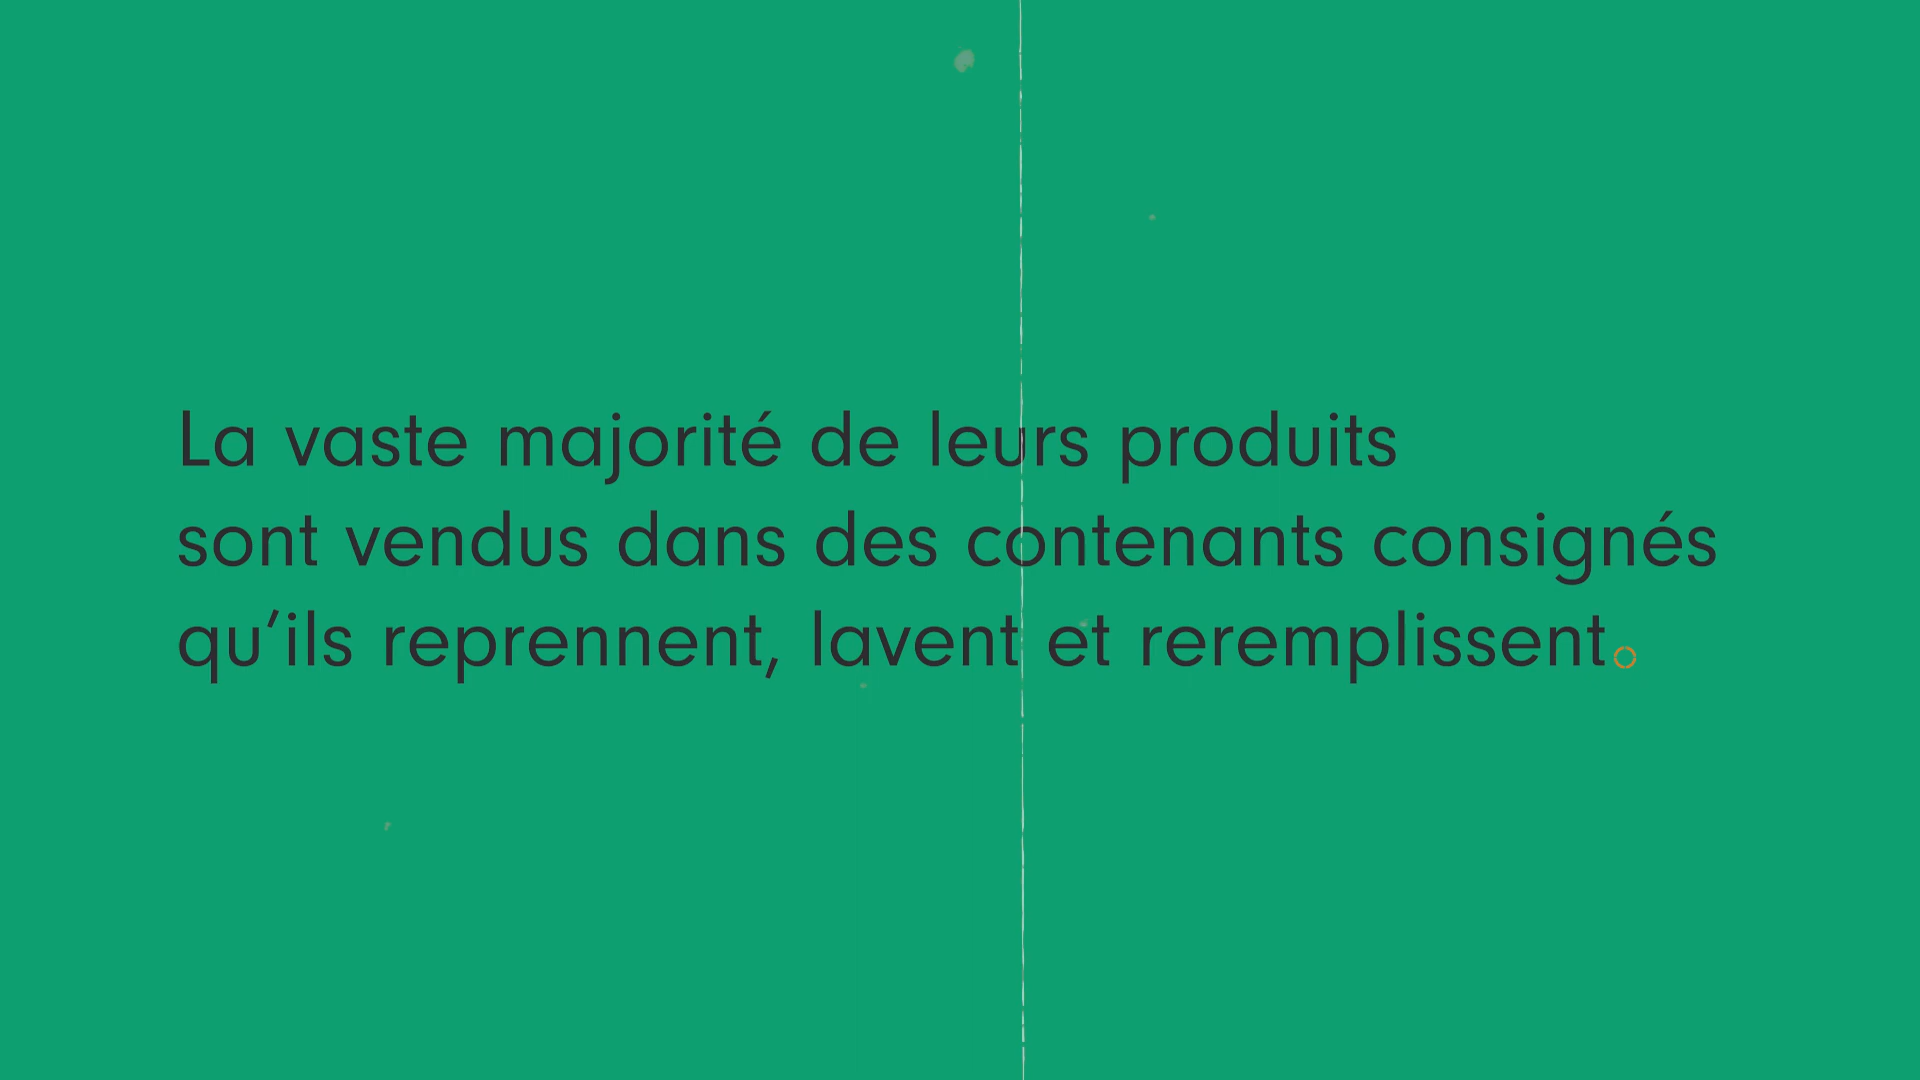 La vaste majorité de leurs produits
sont vendus dans des contenants consignés
qu’ils reprennent, lavent et reremplissent.